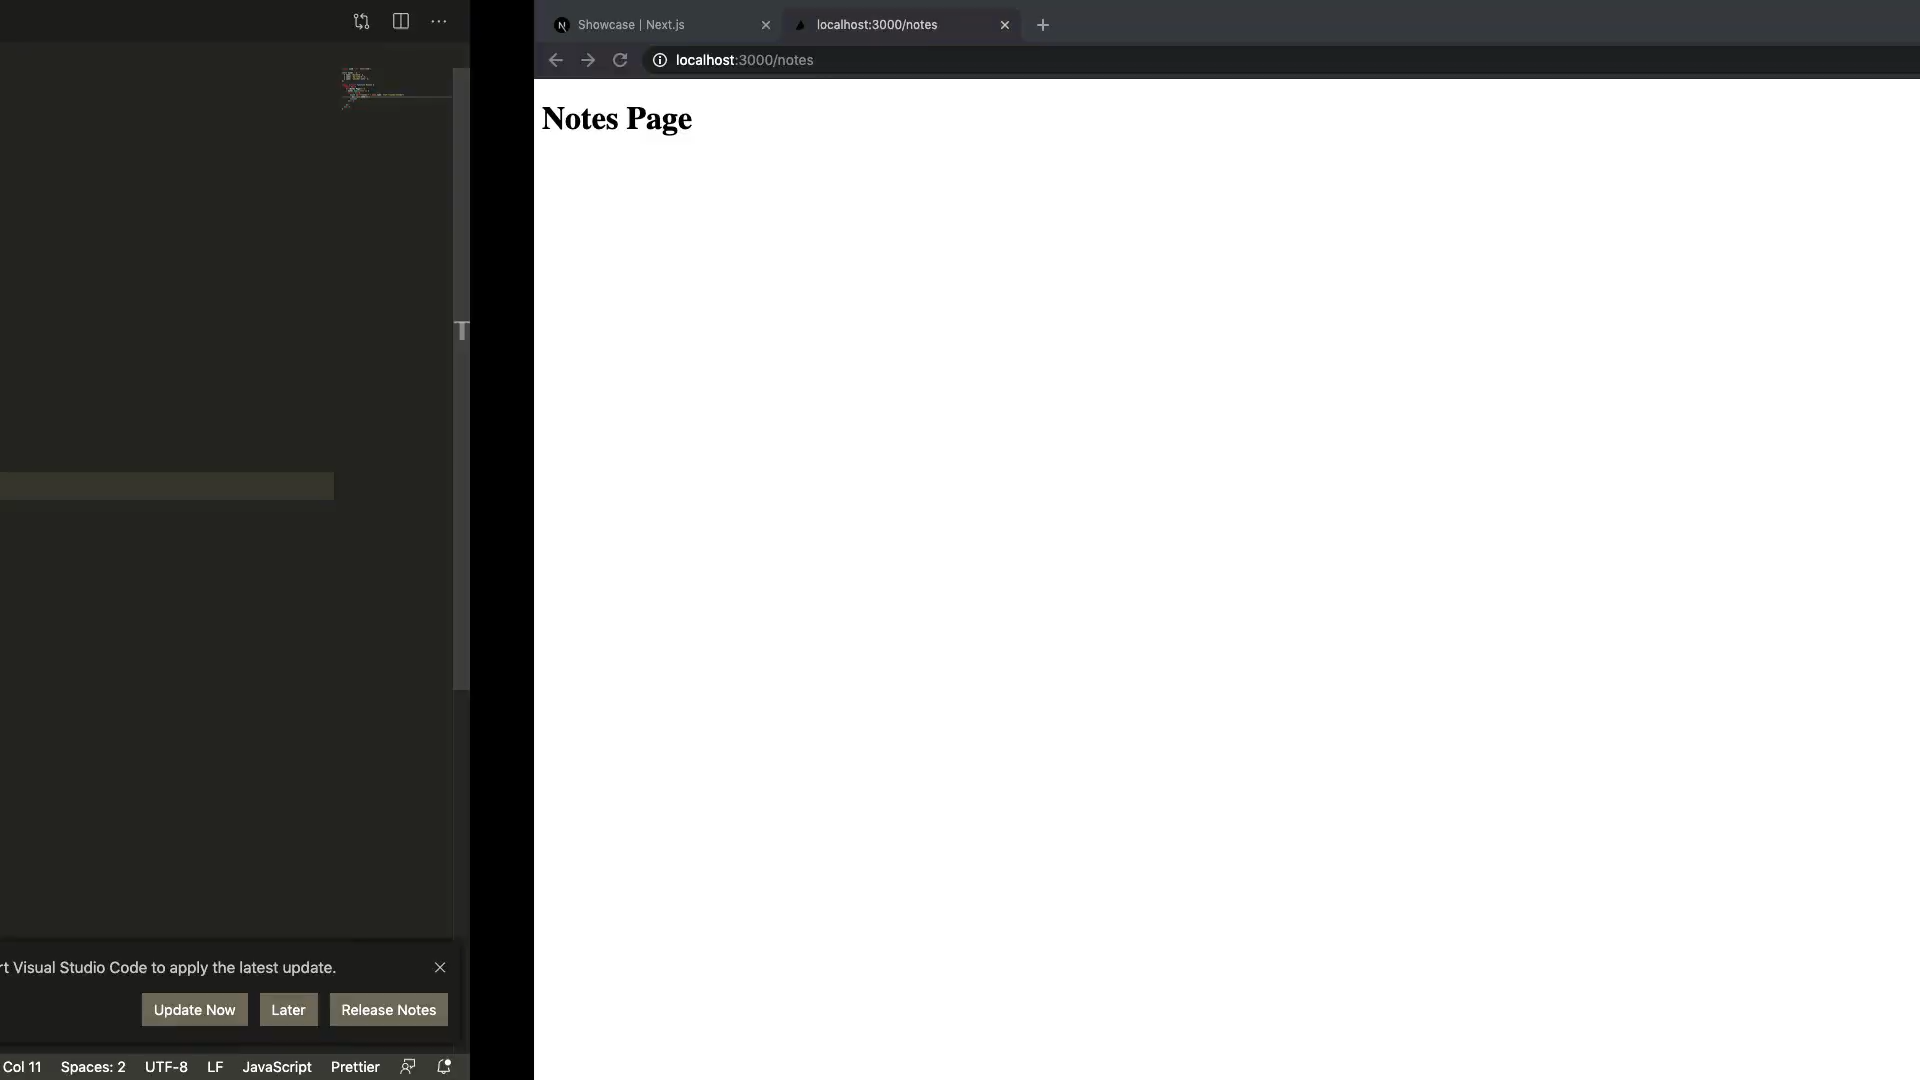 Showcase | Next.js
localhost:3000/notes
localhost:3000/notes
Notes Page
T
rt Visual Studio Code to apply the latest update.
Update Now
Later
Release Notes
Col 11
Spaces: 2
UTF-8
LF
JavaScript
Prettier